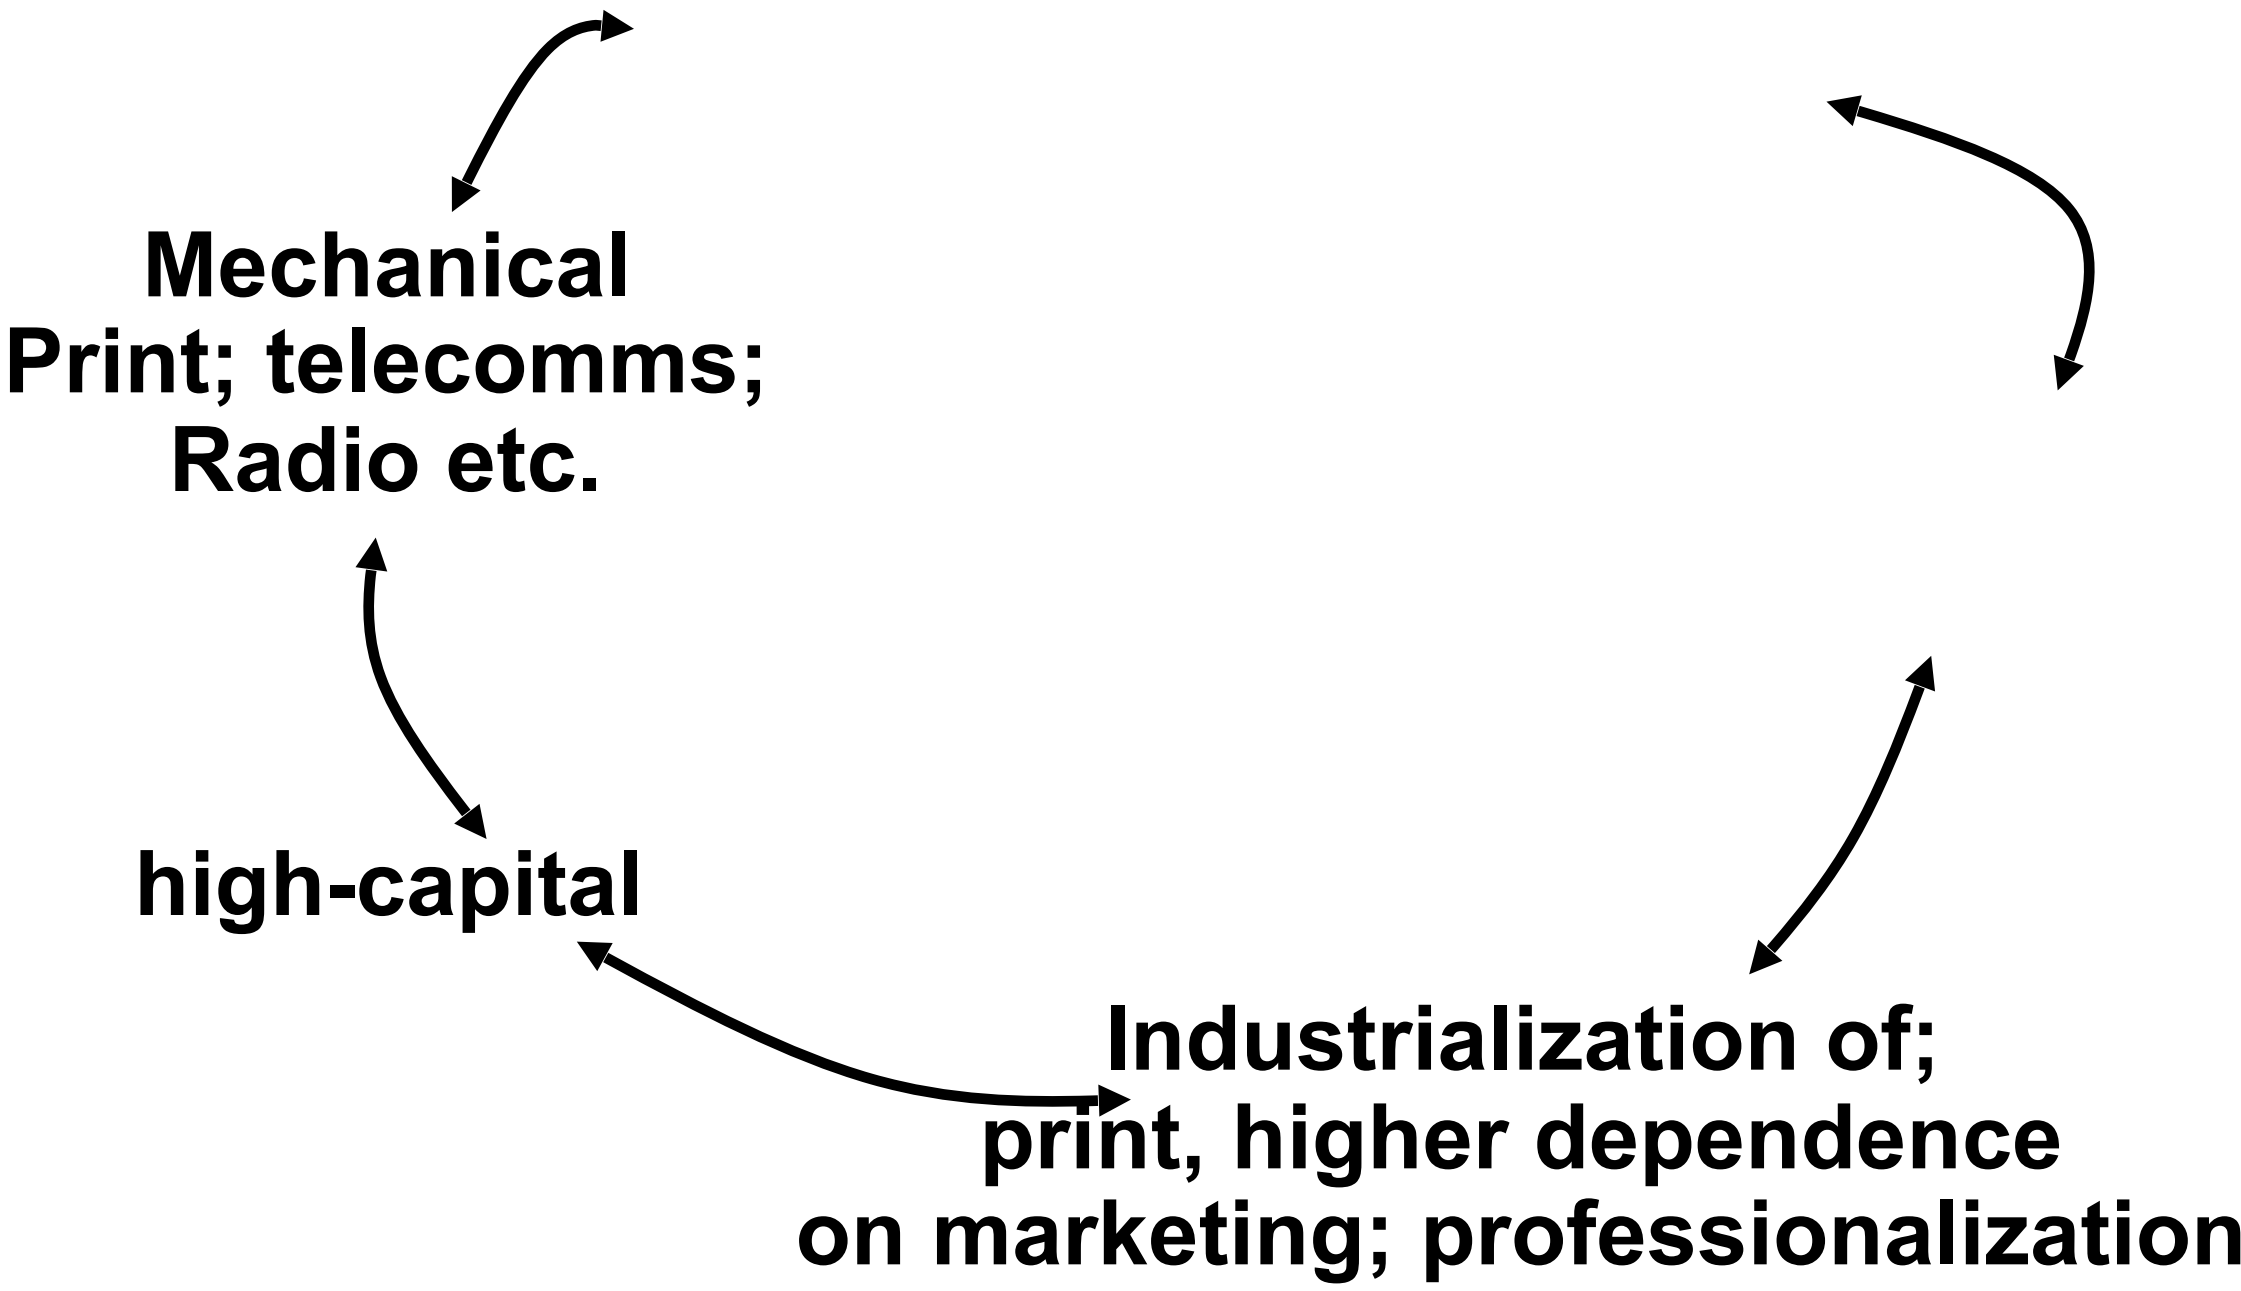 Mechanical
Print; telecomms;
Radio etc.
high-capital
Industrialization of;
print, higher dependence
on marketing; professionalization